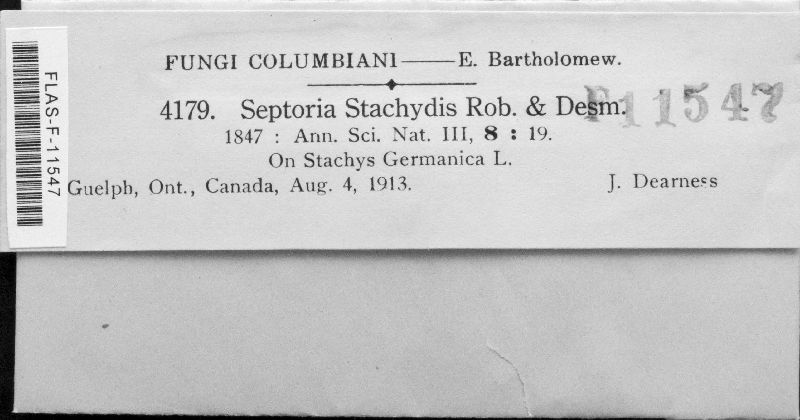 FUNGI COLUMBIANI——E. Bartholomew.
4179. Septoria Stachydis Rob. & Desm.
F11547
1847 : Ann. Sci. Nat. III, 8 : 19.
On Stachys Germanica L.
Guelph, Ont., Canada, Aug. 4, 1913. J. Dearness
FLAS-F-11547